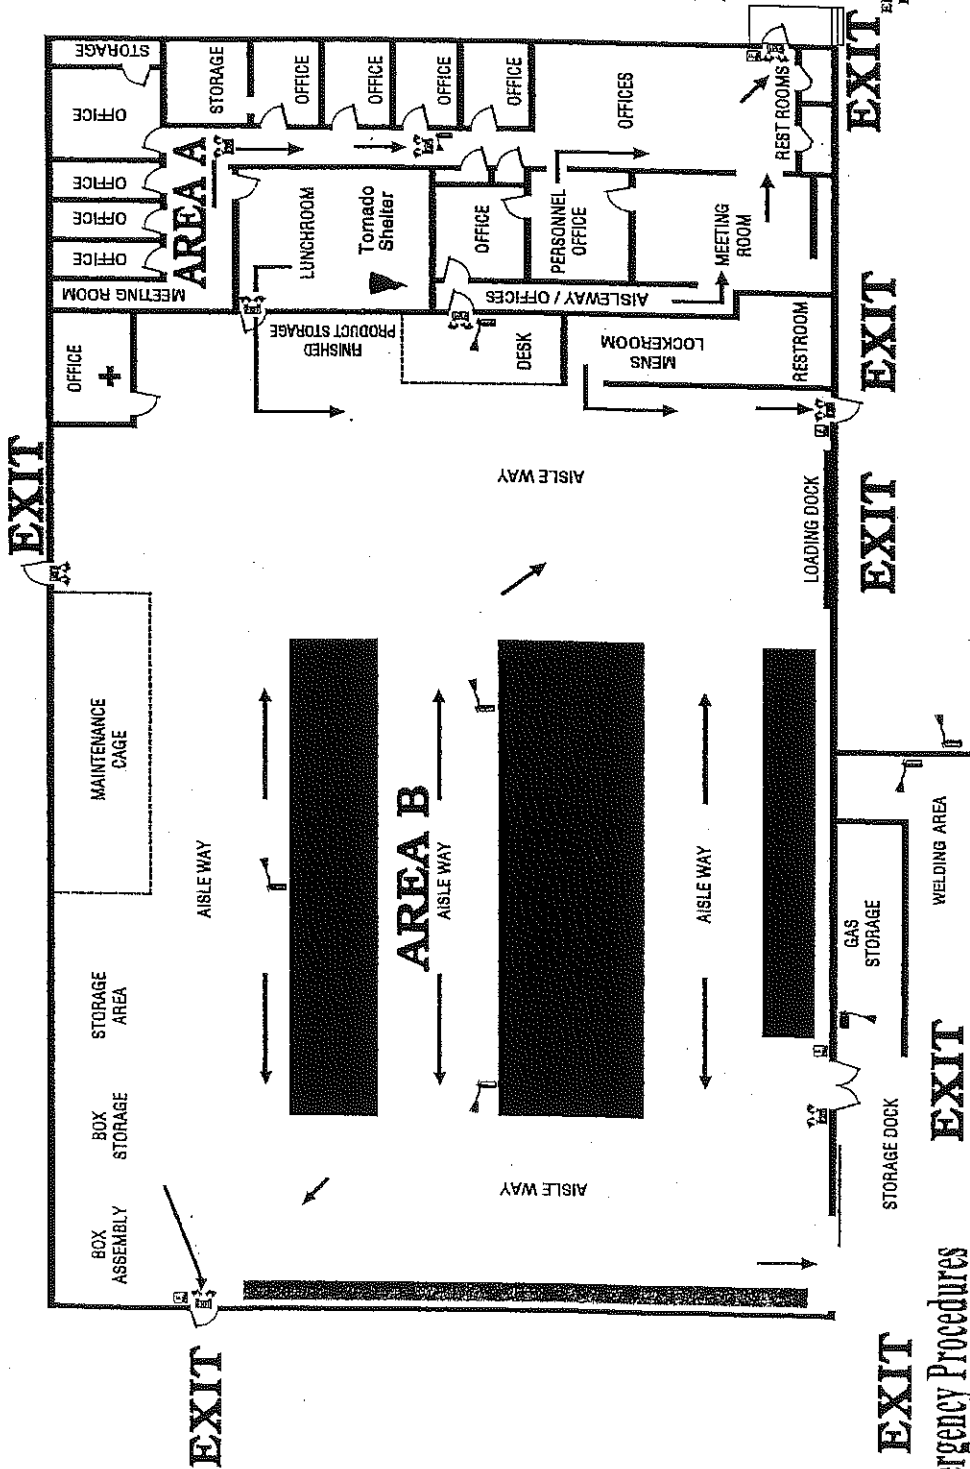 EXIT
EXIT
BOX
ASSEMBLY
BOX
STORAGE
STORAGE
AREA
MAINTENANCE
CAGE
OFFICE
MEETING ROOM
OFFICE
OFFICE
OFFICE
OFFICE
STORAGE
AREA A
AISLE WAY
STORAGE
LUNCHROOM
OFFICE
FINISHED
PRODUCT STORAGE
Tornado
Shelter
OFFICE
AREA B
AISLE WAY
OFFICE
OFFICE
OFFICE
DESK
AISLE WAY
AISLE WAY
PERSONNEL
OFFICE
AISLEWAY / OFFICES
OFFICES
MENS
LOCKEROOM
AISLE WAY
MEETING
ROOM
REST ROOMS
RESTROOM
LOADING DOCK
GAS
STORAGE
EXIT
EXIT
EXIT
STORAGE DOCK
WELDING AREA
EXIT
EXIT
ergency Procedures